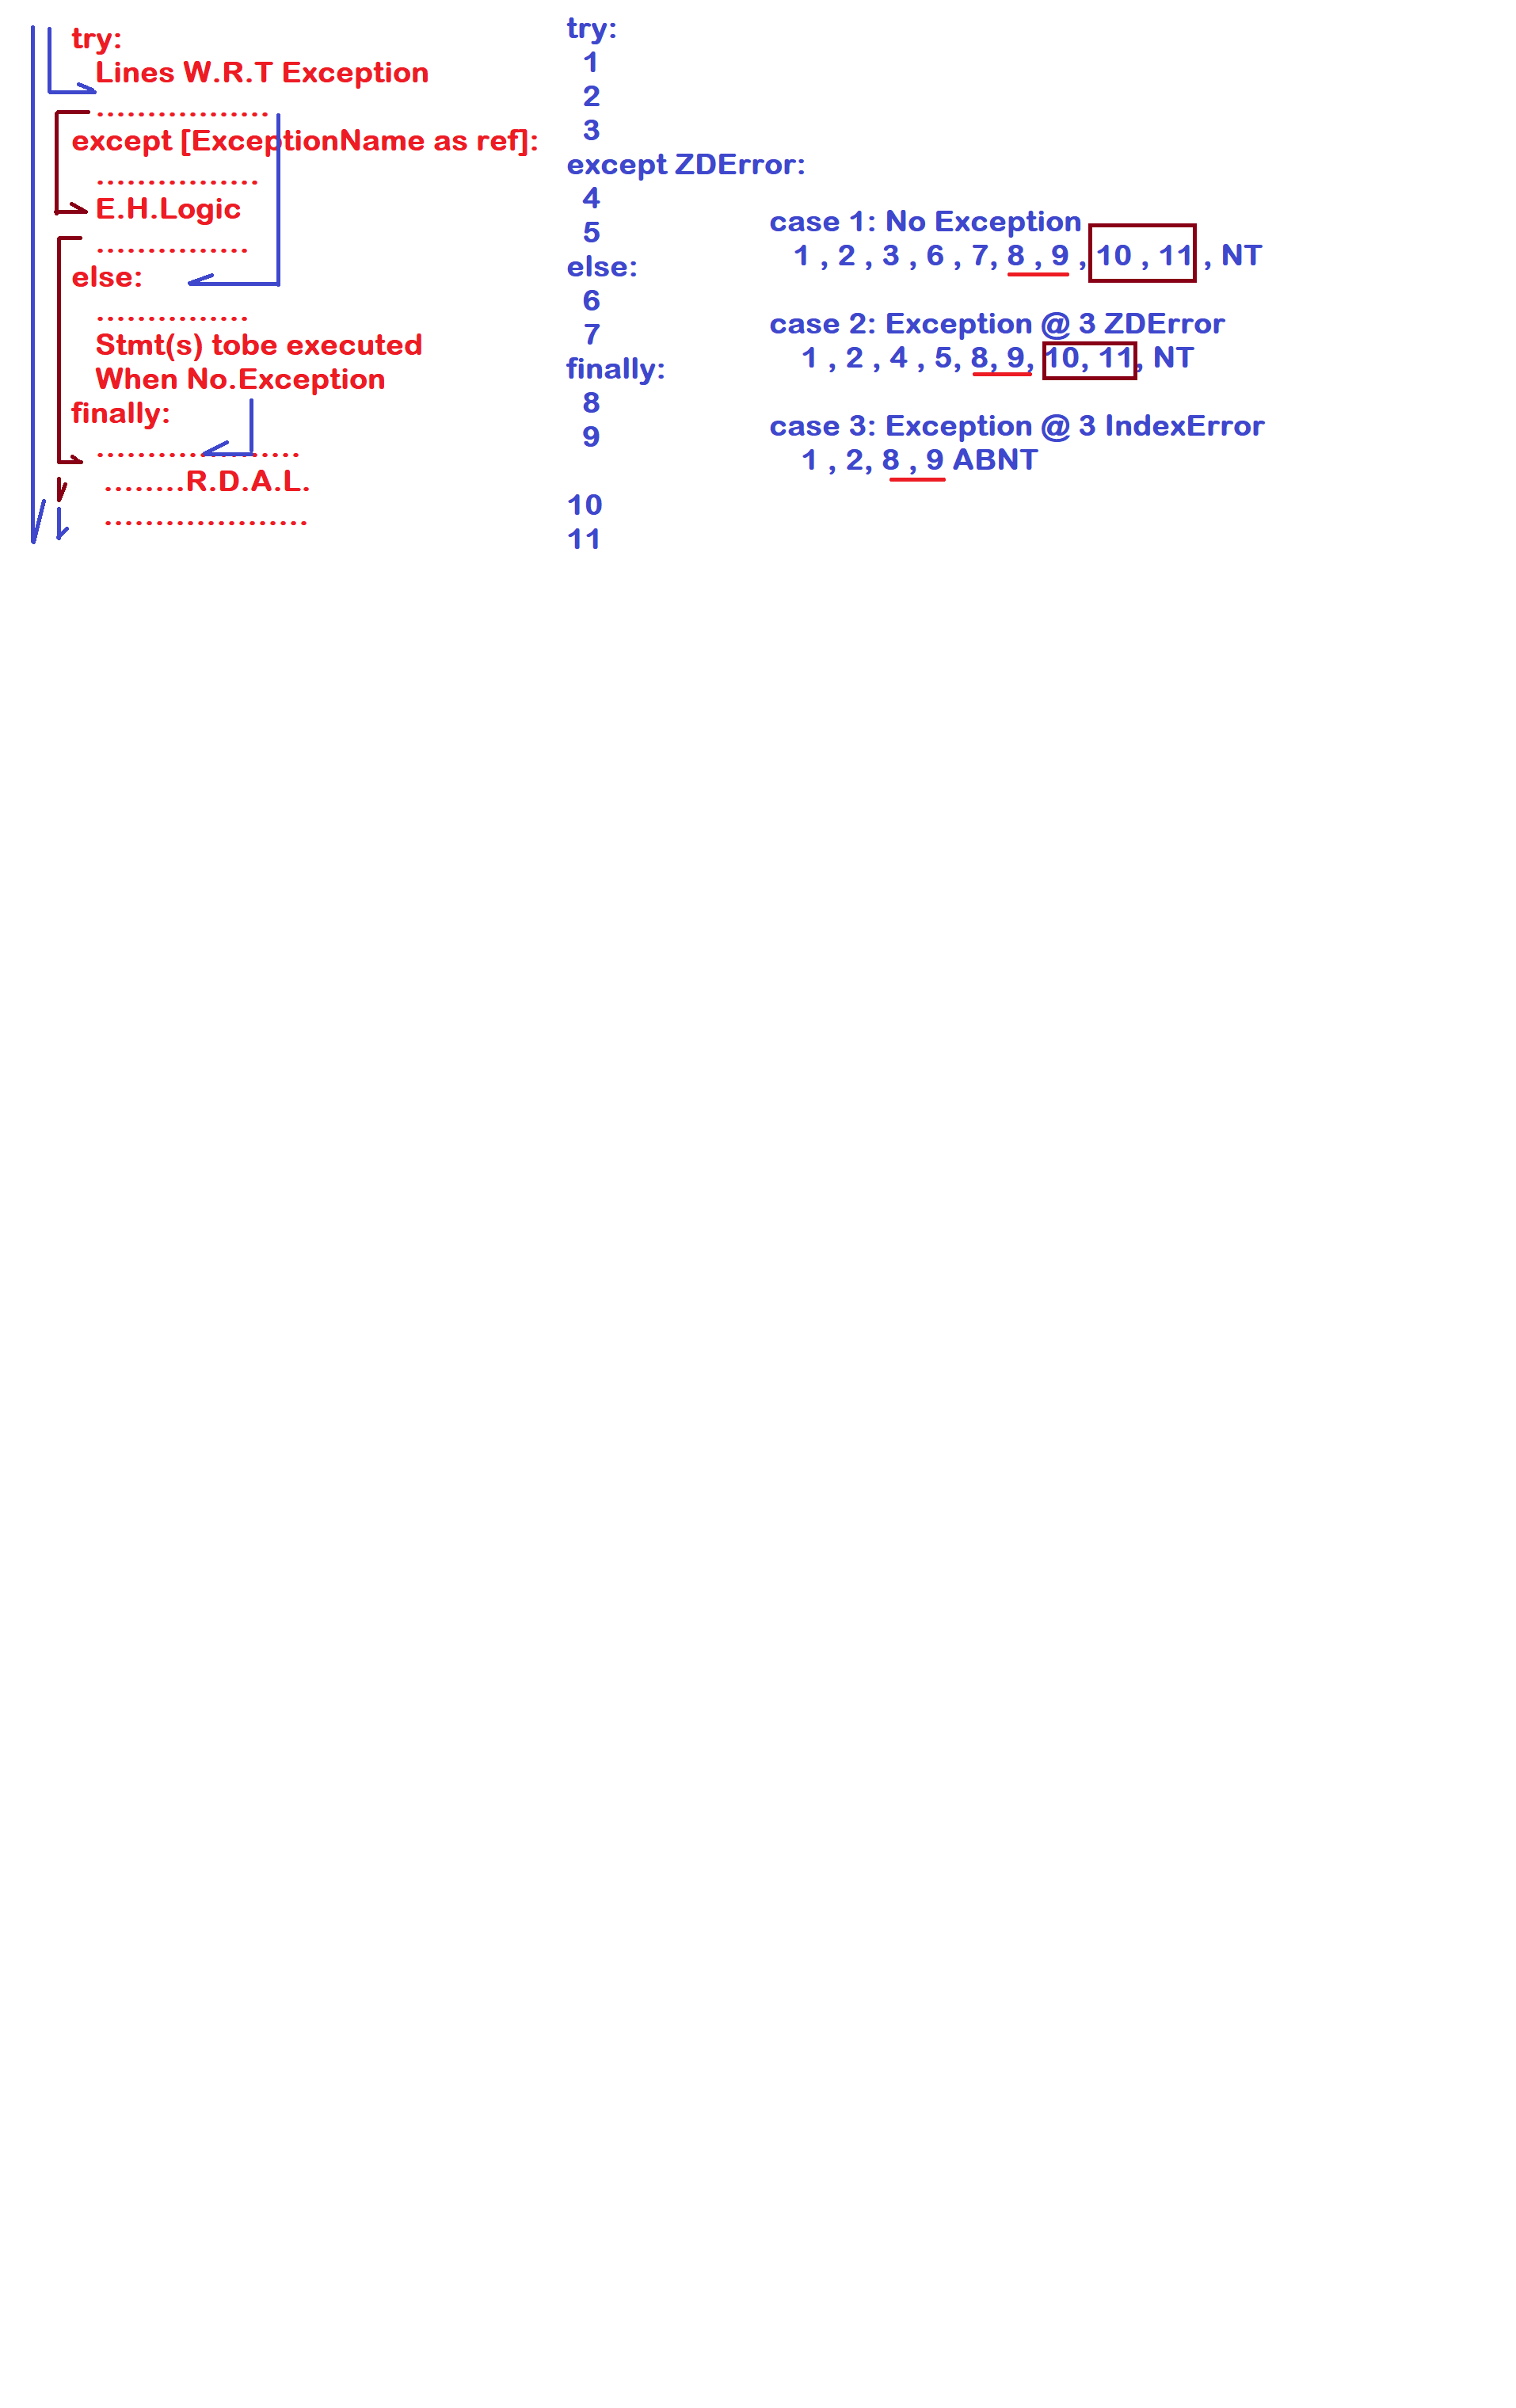 try:
Lines W.R.T Exception
.................
except [ExceptionName as ref]:
................
E.H.Logic
...............
else:
...............
Stmt(s) tobe executed
When No.Exception
finally:
....................
........R.D.A.L.
....................
try:
1
2
3
except ZDError:
4
5
else:
6
7
finally:
8
9
10
11
case 1: No Exception
1 , 2 , 3 , 6 , 7, 8 , 9 , 10 , 11 , NT
case 2: Exception @ 3 ZDError
1 , 2 , 4 , 5, 8, 9, 10, 11, NT
case 3: Exception @ 3 IndexError
1 , 2, 8 , 9 ABNT